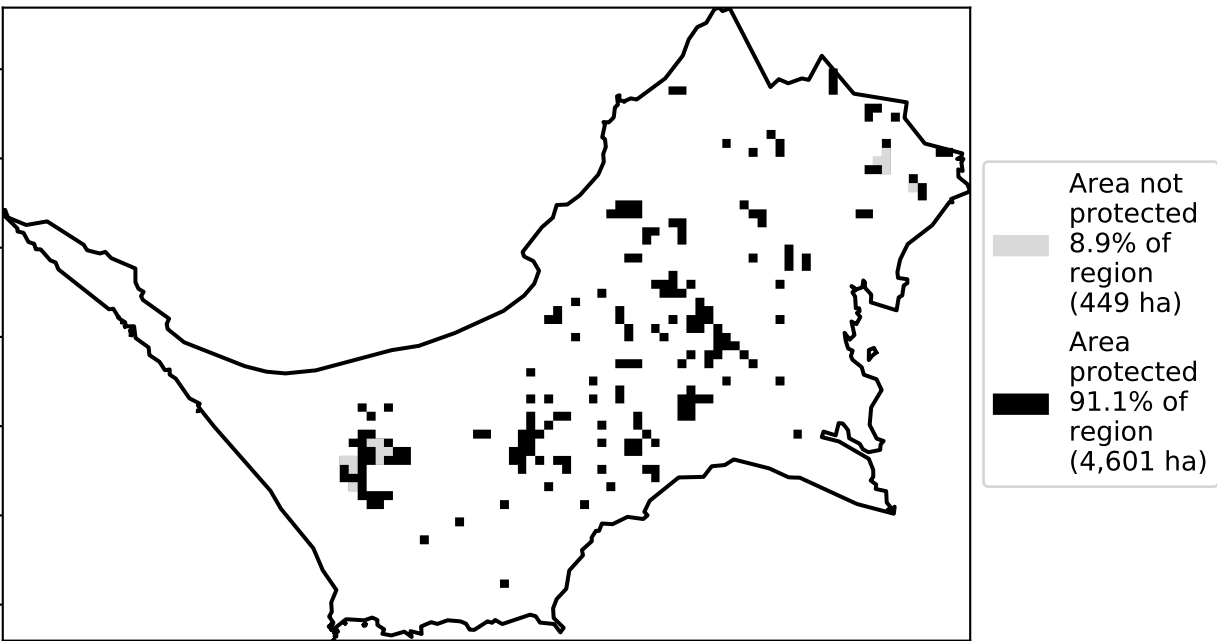 Area not
protected
8.9% of
region
(449 ha)
Area
protected
91.1% of
region
(4,601 ha)